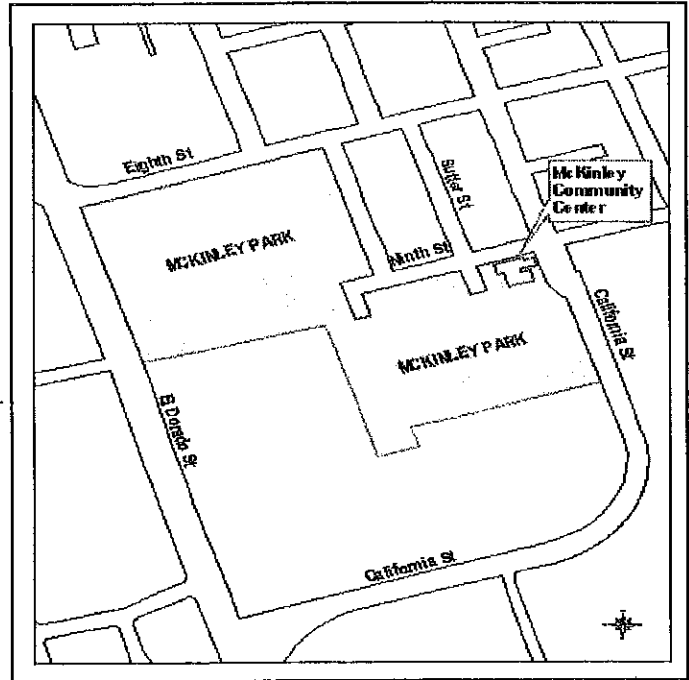 Eighth St
Sutter St
McKinley
Community
Center
MCKINLEY PARK
Ninth St
California St
MCKINLEY PARK
El Dorado St
California St